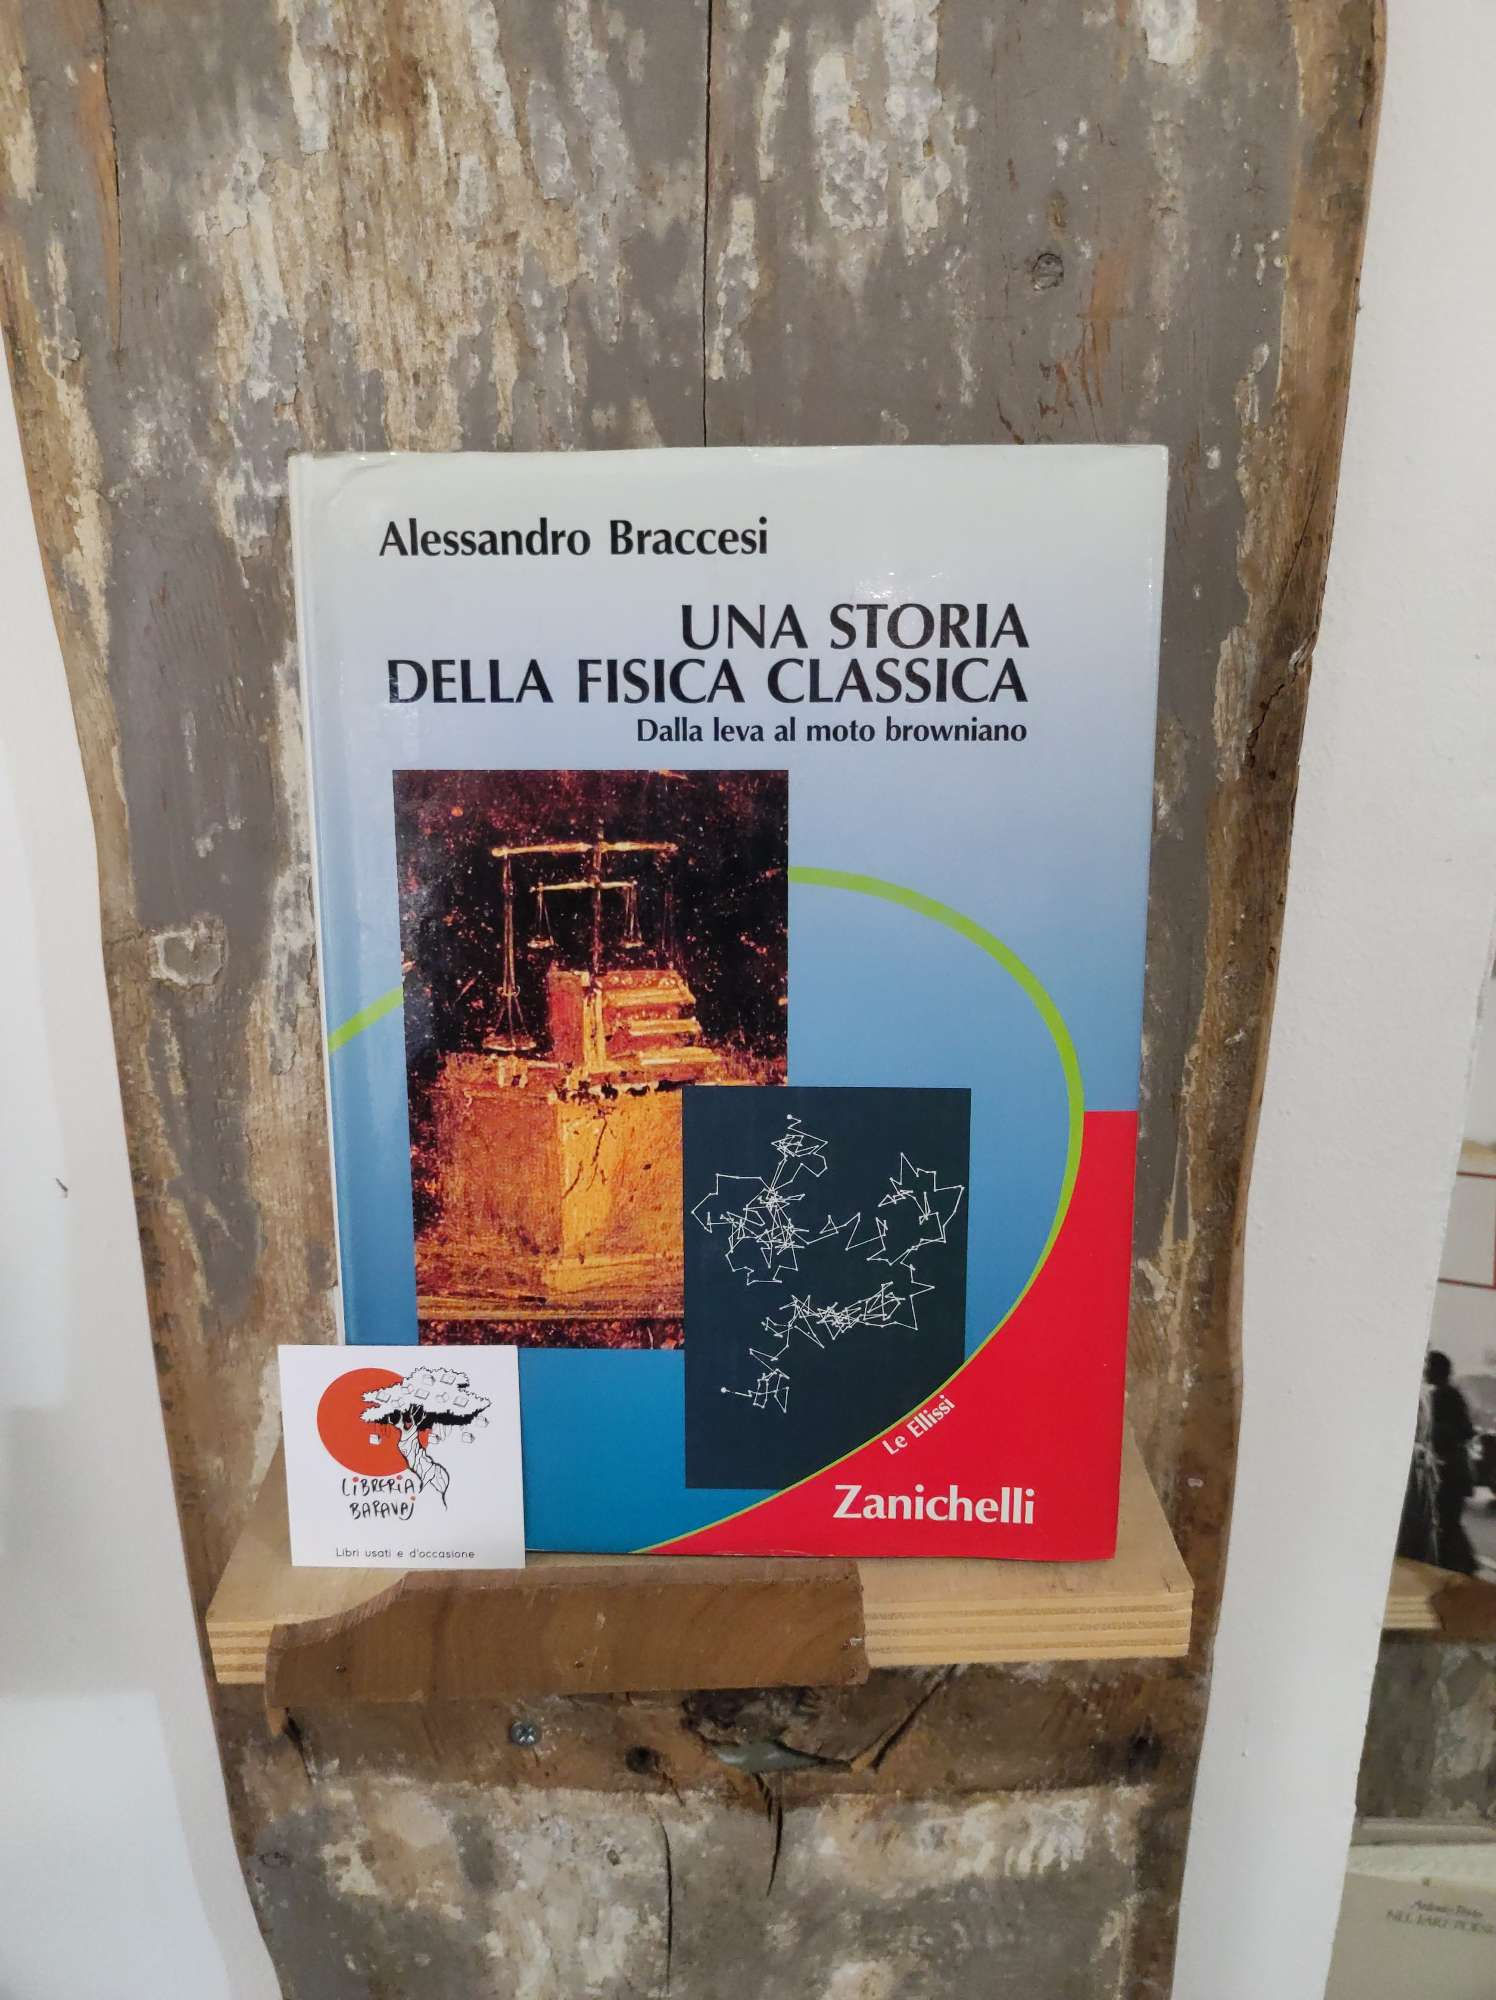 Alessandro Braccesi
UNA STORIA
DELLA FISICA CLASSICA
Dalla leva al moto browniano
Le Ellissi
Zanichelli
LIBRERIA
BARAVAJ
Libri usati e d'occasione